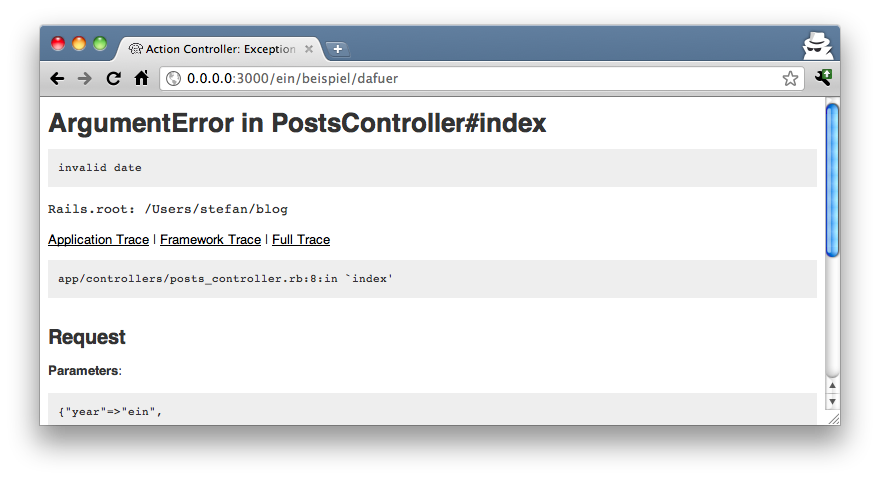 Action Controller: Exception
0.0.0.0:3000/ein/beispiel/dafuer
ArgumentError in PostsController#index
invalid date
Rails.root: /Users/stefan/blog
Application Trace | Framework Trace | Full Trace
app/controllers/posts_controller.rb:8:in `index'
Request
Parameters:
{"year"=>"ein",